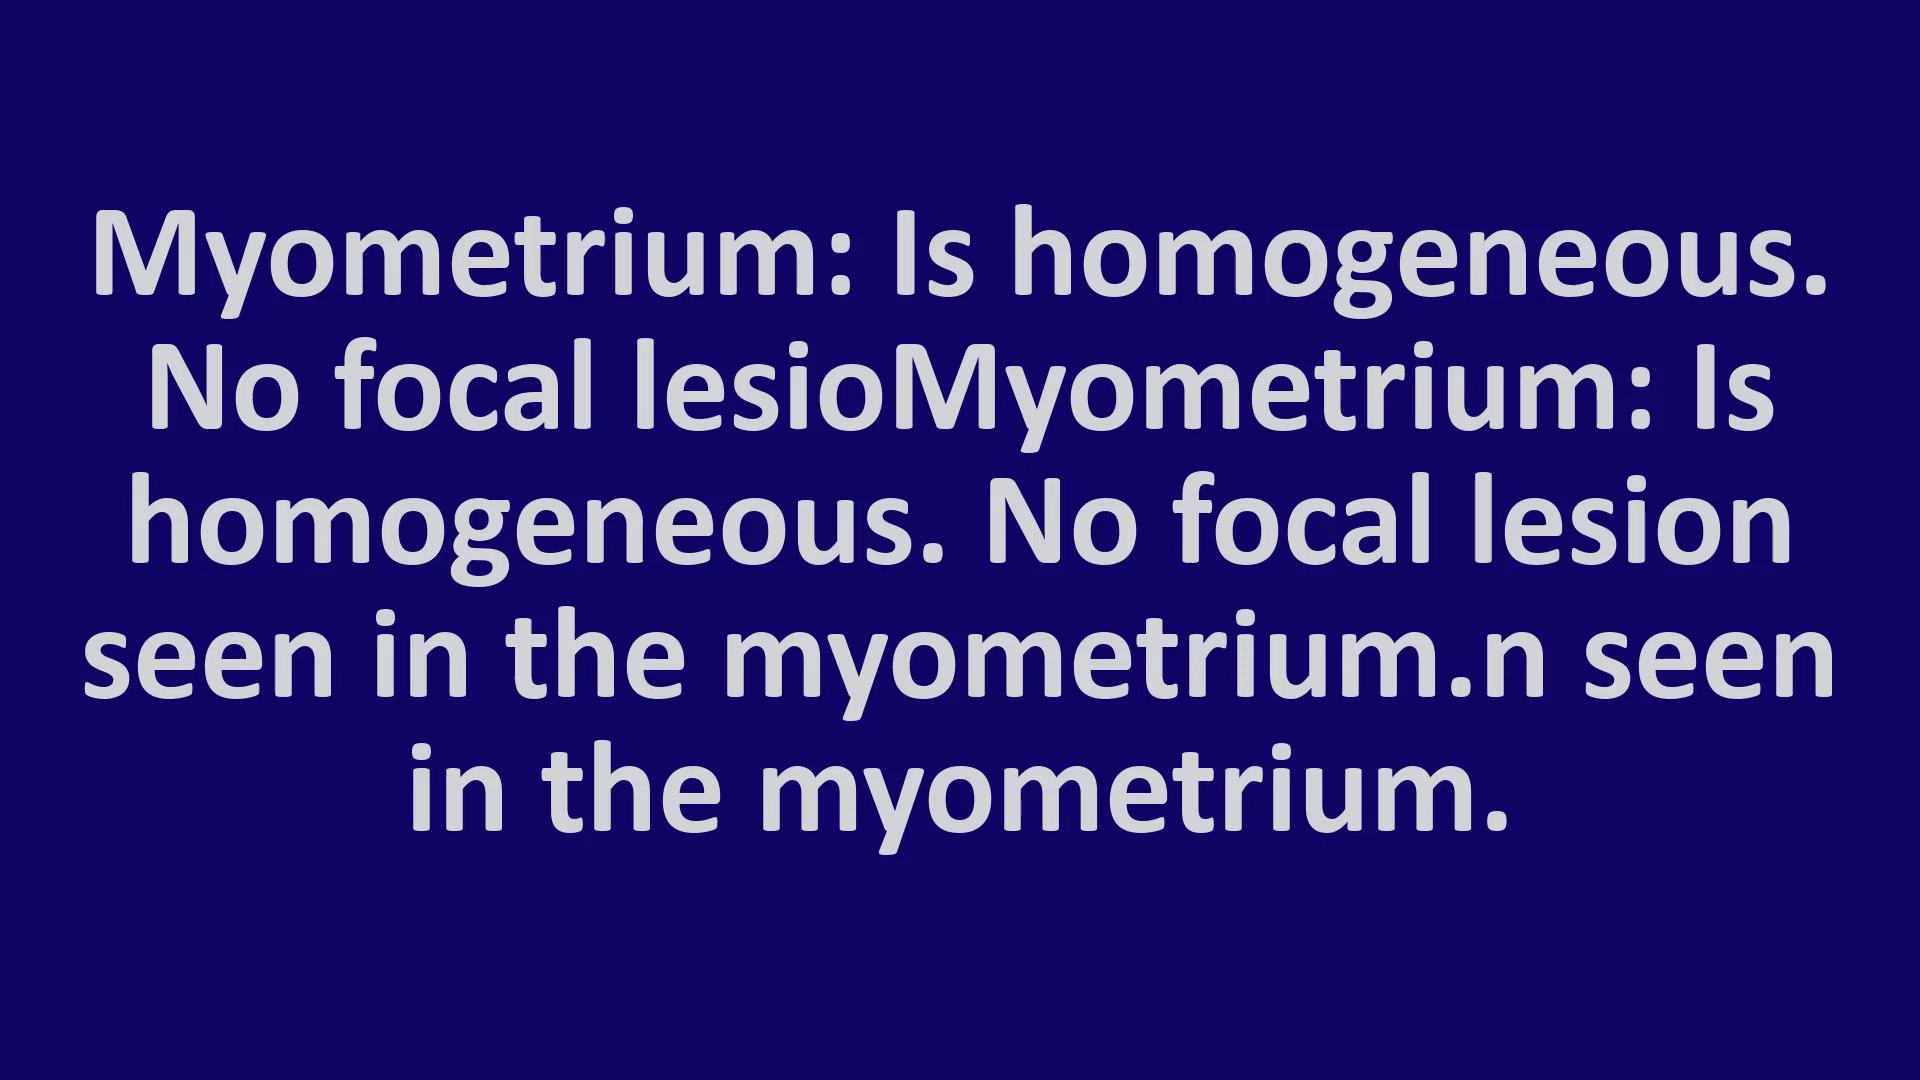 Myometrium: Is homogeneous.
No focal lesioMyometrium: Is
homogeneous. No focal lesion
seen in the myometrium.n seen
in the myometrium.